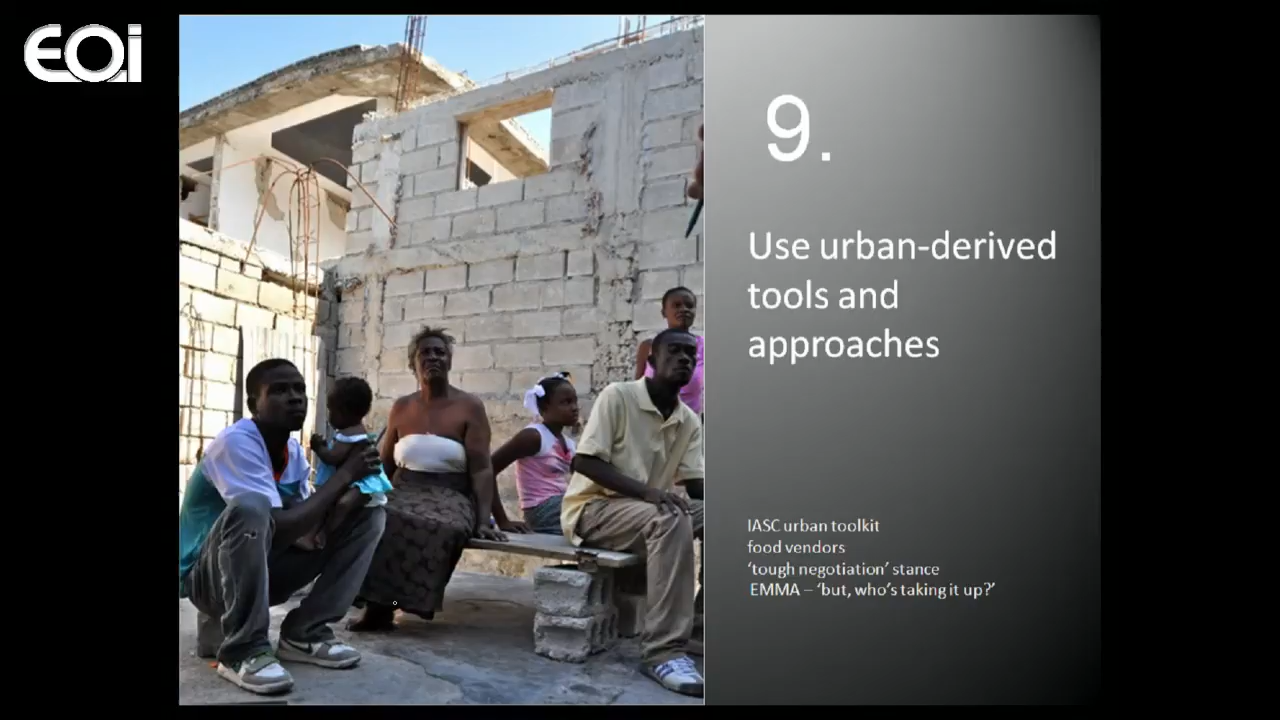 EOi
9.
Use urban-derived
tools and
approaches
IASC urban toolkit
food vendors
‘tough negotiation’ stance
EMMA – ‘but, who’s taking it up?’